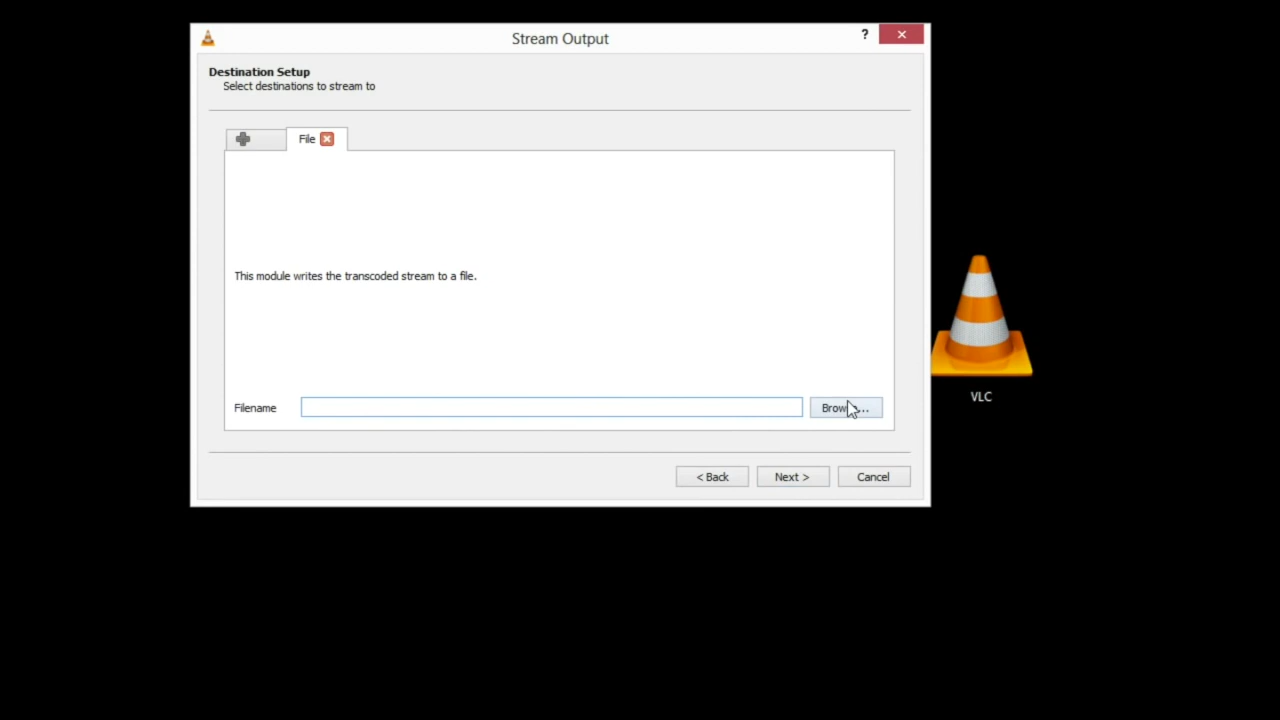 Stream Output
?
Destination Setup
Select destinations to stream to
File
This module writes the transcoded stream to a file.
Filename
< Back
Next >
Cancel
VLC